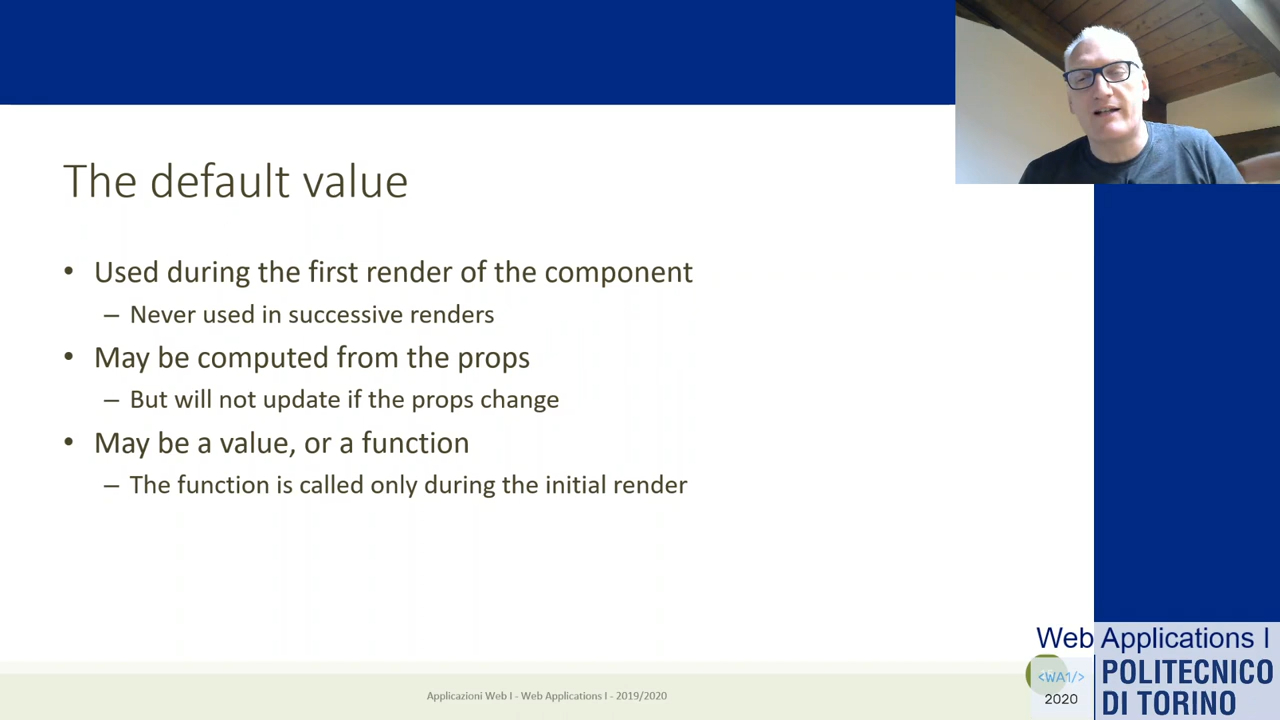 The default value
• Used during the first render of the component
– Never used in successive renders
• May be computed from the props
– But will not update if the props change
• May be a value, or a function
– The function is called only during the initial render
Applicazioni Web I - Web Applications I - 2019/2020
Web Applications I
<WA1/>
2020
POLITECNICO
DI TORINO